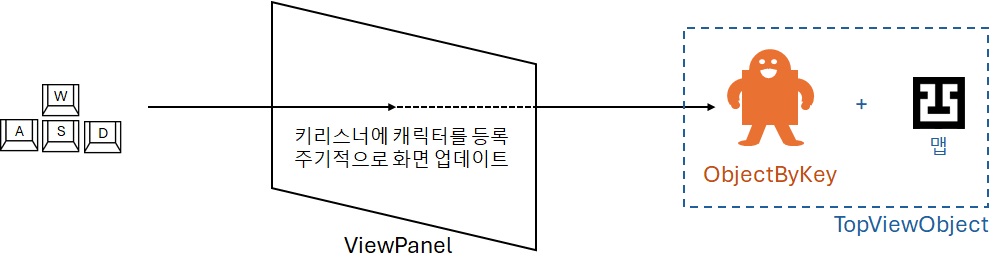 W
A S D
키리스너에 캐릭터를 등록
주기적으로 화면 업데이트
ViewPanel
+
맵
ObjectByKey
TopViewObject